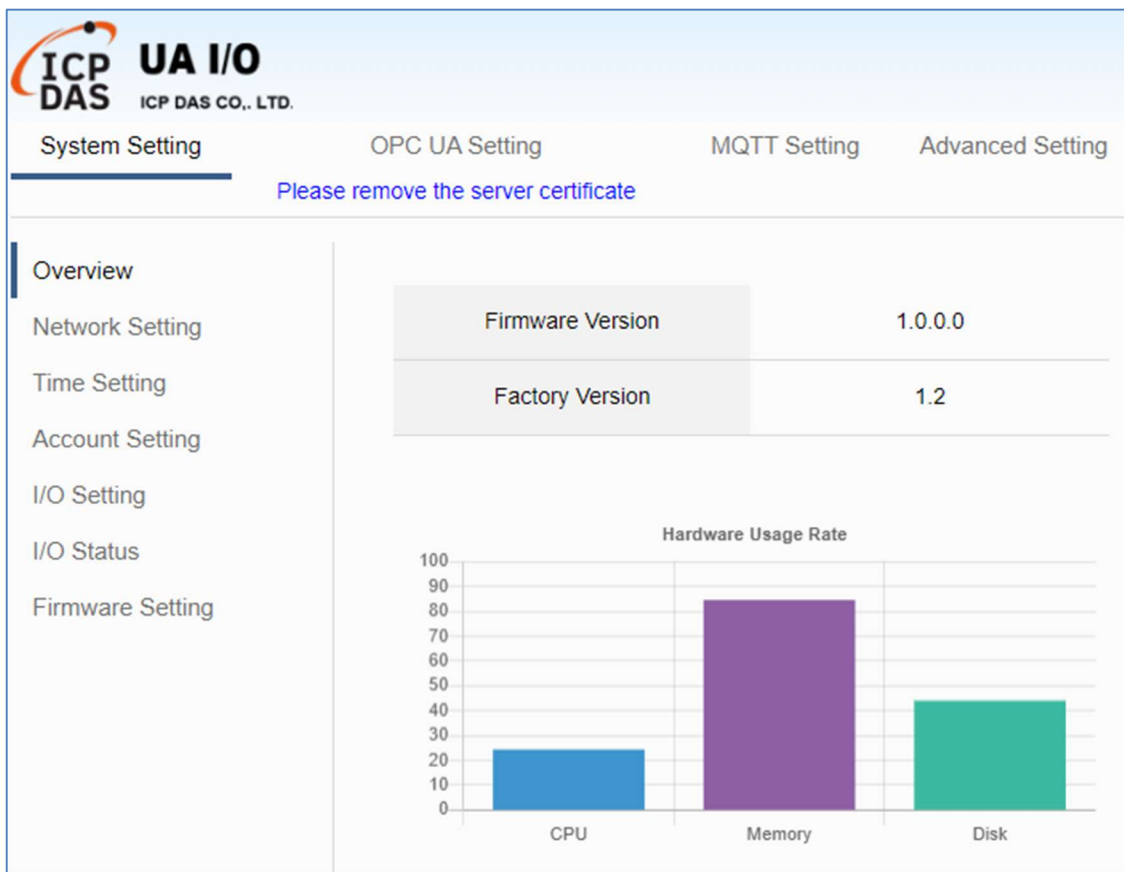 ICP
DAS
UA I/O
ICP DAS CO,. LTD.
System Setting OPC UA Setting MQTT Setting Advanced Setting
Please remove the server certificate
Overview
Network Setting
Time Setting
Account Setting
I/O Setting
I/O Status
Firmware Setting
Firmware Version 1.0.0.0
Factory Version 1.2
Hardware Usage Rate
100
90
80
70
60
50
40
30
20
10
0
CPU Memory Disk